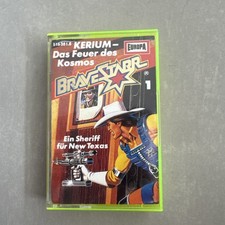 KERIUM –
Das Feuer des
Kosmos
EUROPA
BRAVESTARR
1
Ein Sheriff
für New Texas